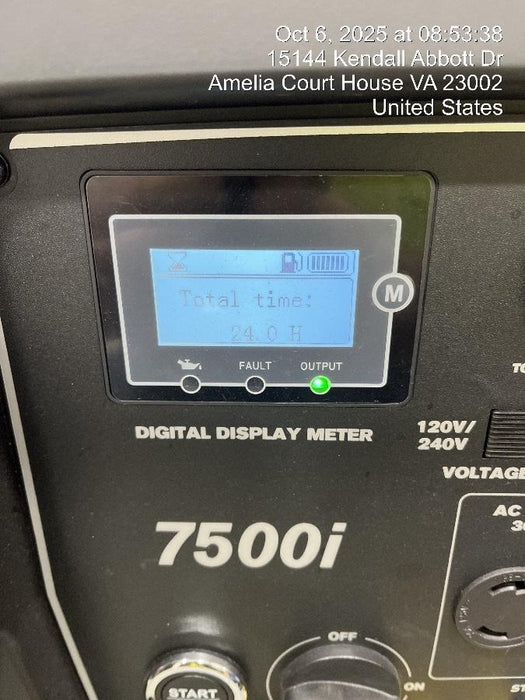 Oct 6, 2025 at 08:53:38
15144 Kendall Abbott Dr
Amelia Court House VA 23002
United States
Total time:
24.0 H
M
FAULT
OUTPUT
DIGITAL DISPLAY METER
120V/
240V
VOLTAGE
AC
7500i
OFF
ON
START